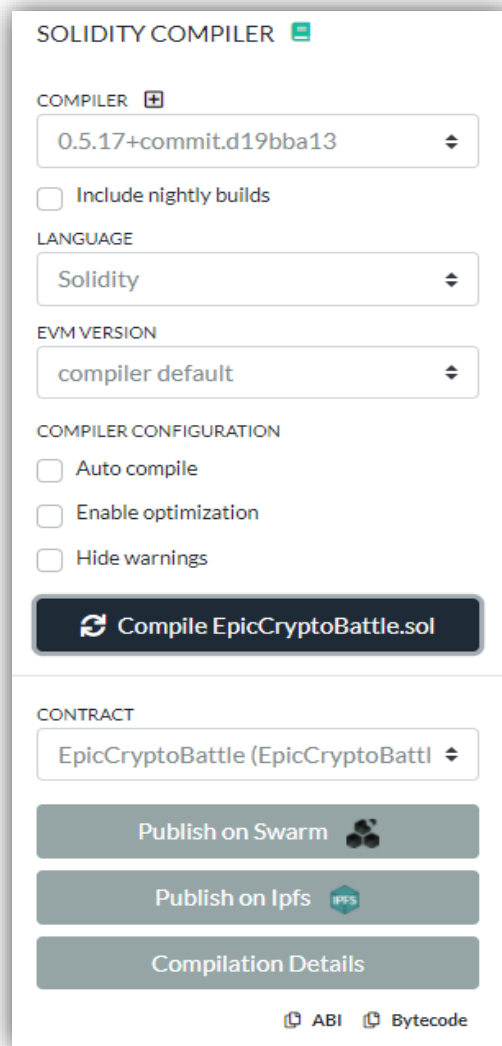 SOLIDITY COMPILER
COMPILER
0.5.17+commit.d19bba13
Include nightly builds
LANGUAGE
Solidity
EVM VERSION
compiler default
COMPILER CONFIGURATION
Auto compile
Enable optimization
Hide warnings
Compile EpicCryptoBattle.sol
CONTRACT
EpicCryptoBattle (EpicCryptoBattl
Publish on Swarm
Publish on Ipfs IPFS
Compilation Details
ABI Bytecode